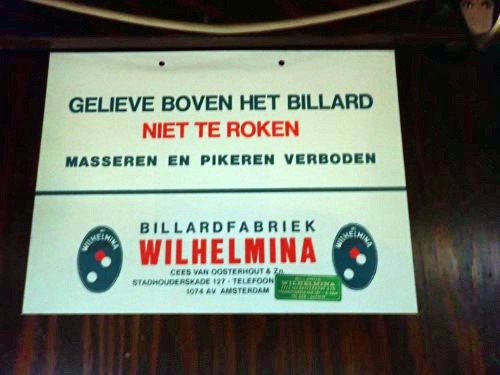 GELIEVE BOVEN HET BILLARD
NIET TE ROKEN
MASSEREN EN PIKEREN VERBODEN
BILLARDFABRIEK
WILHELMINA
CEES VAN OOSTERHOUT & Zn.
STADHOUDERSKADE 127 - TELEFOON
1074 AV AMSTERDAM
WILHELMINA
WILHELMINA
WILHELMINA